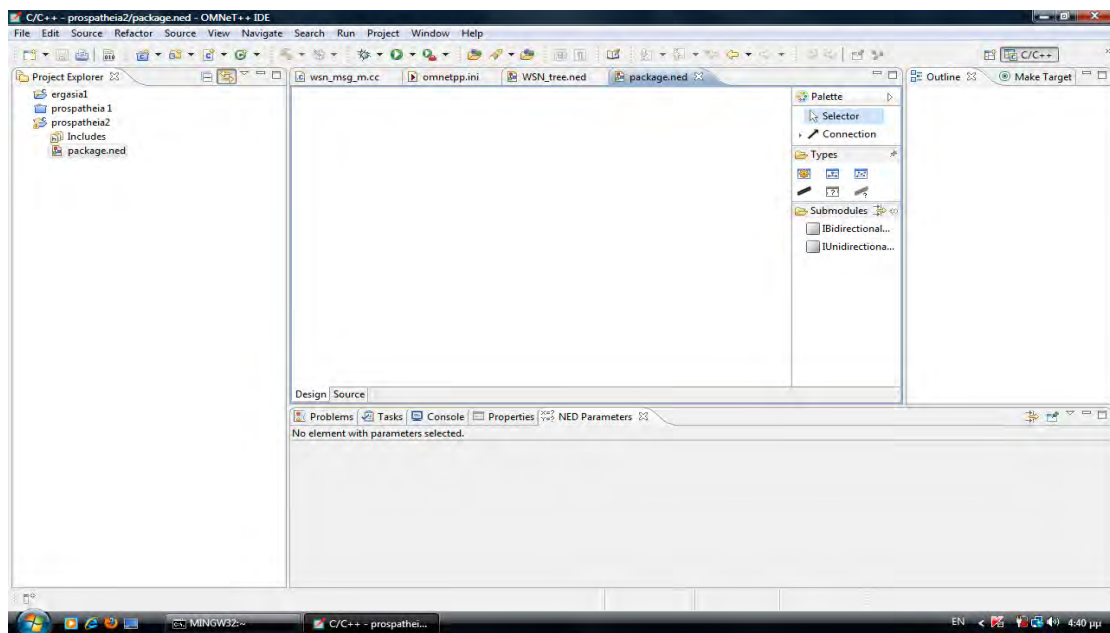 C/C++ - prospatheia2/package.ned - OMNeT++ IDE
File Edit Source Refactor Source View Navigate Search Run Project Window Help
C/C++
Project Explorer
ergasia1
prospatheia 1
prospatheia2
Includes
package.ned
wsn_msg_m.cc omnetpp.ini WSN_tree.ned package.ned
Palette
Selector
Connection
Types
Submodules
IBidirectional...
IUnidirectiona...
Design Source
Outline Make Target
Problems Tasks Console Properties NED Parameters
No element with parameters selected.
MINGW32:~ C/C++ - prospathei... EN 4:40 μμ